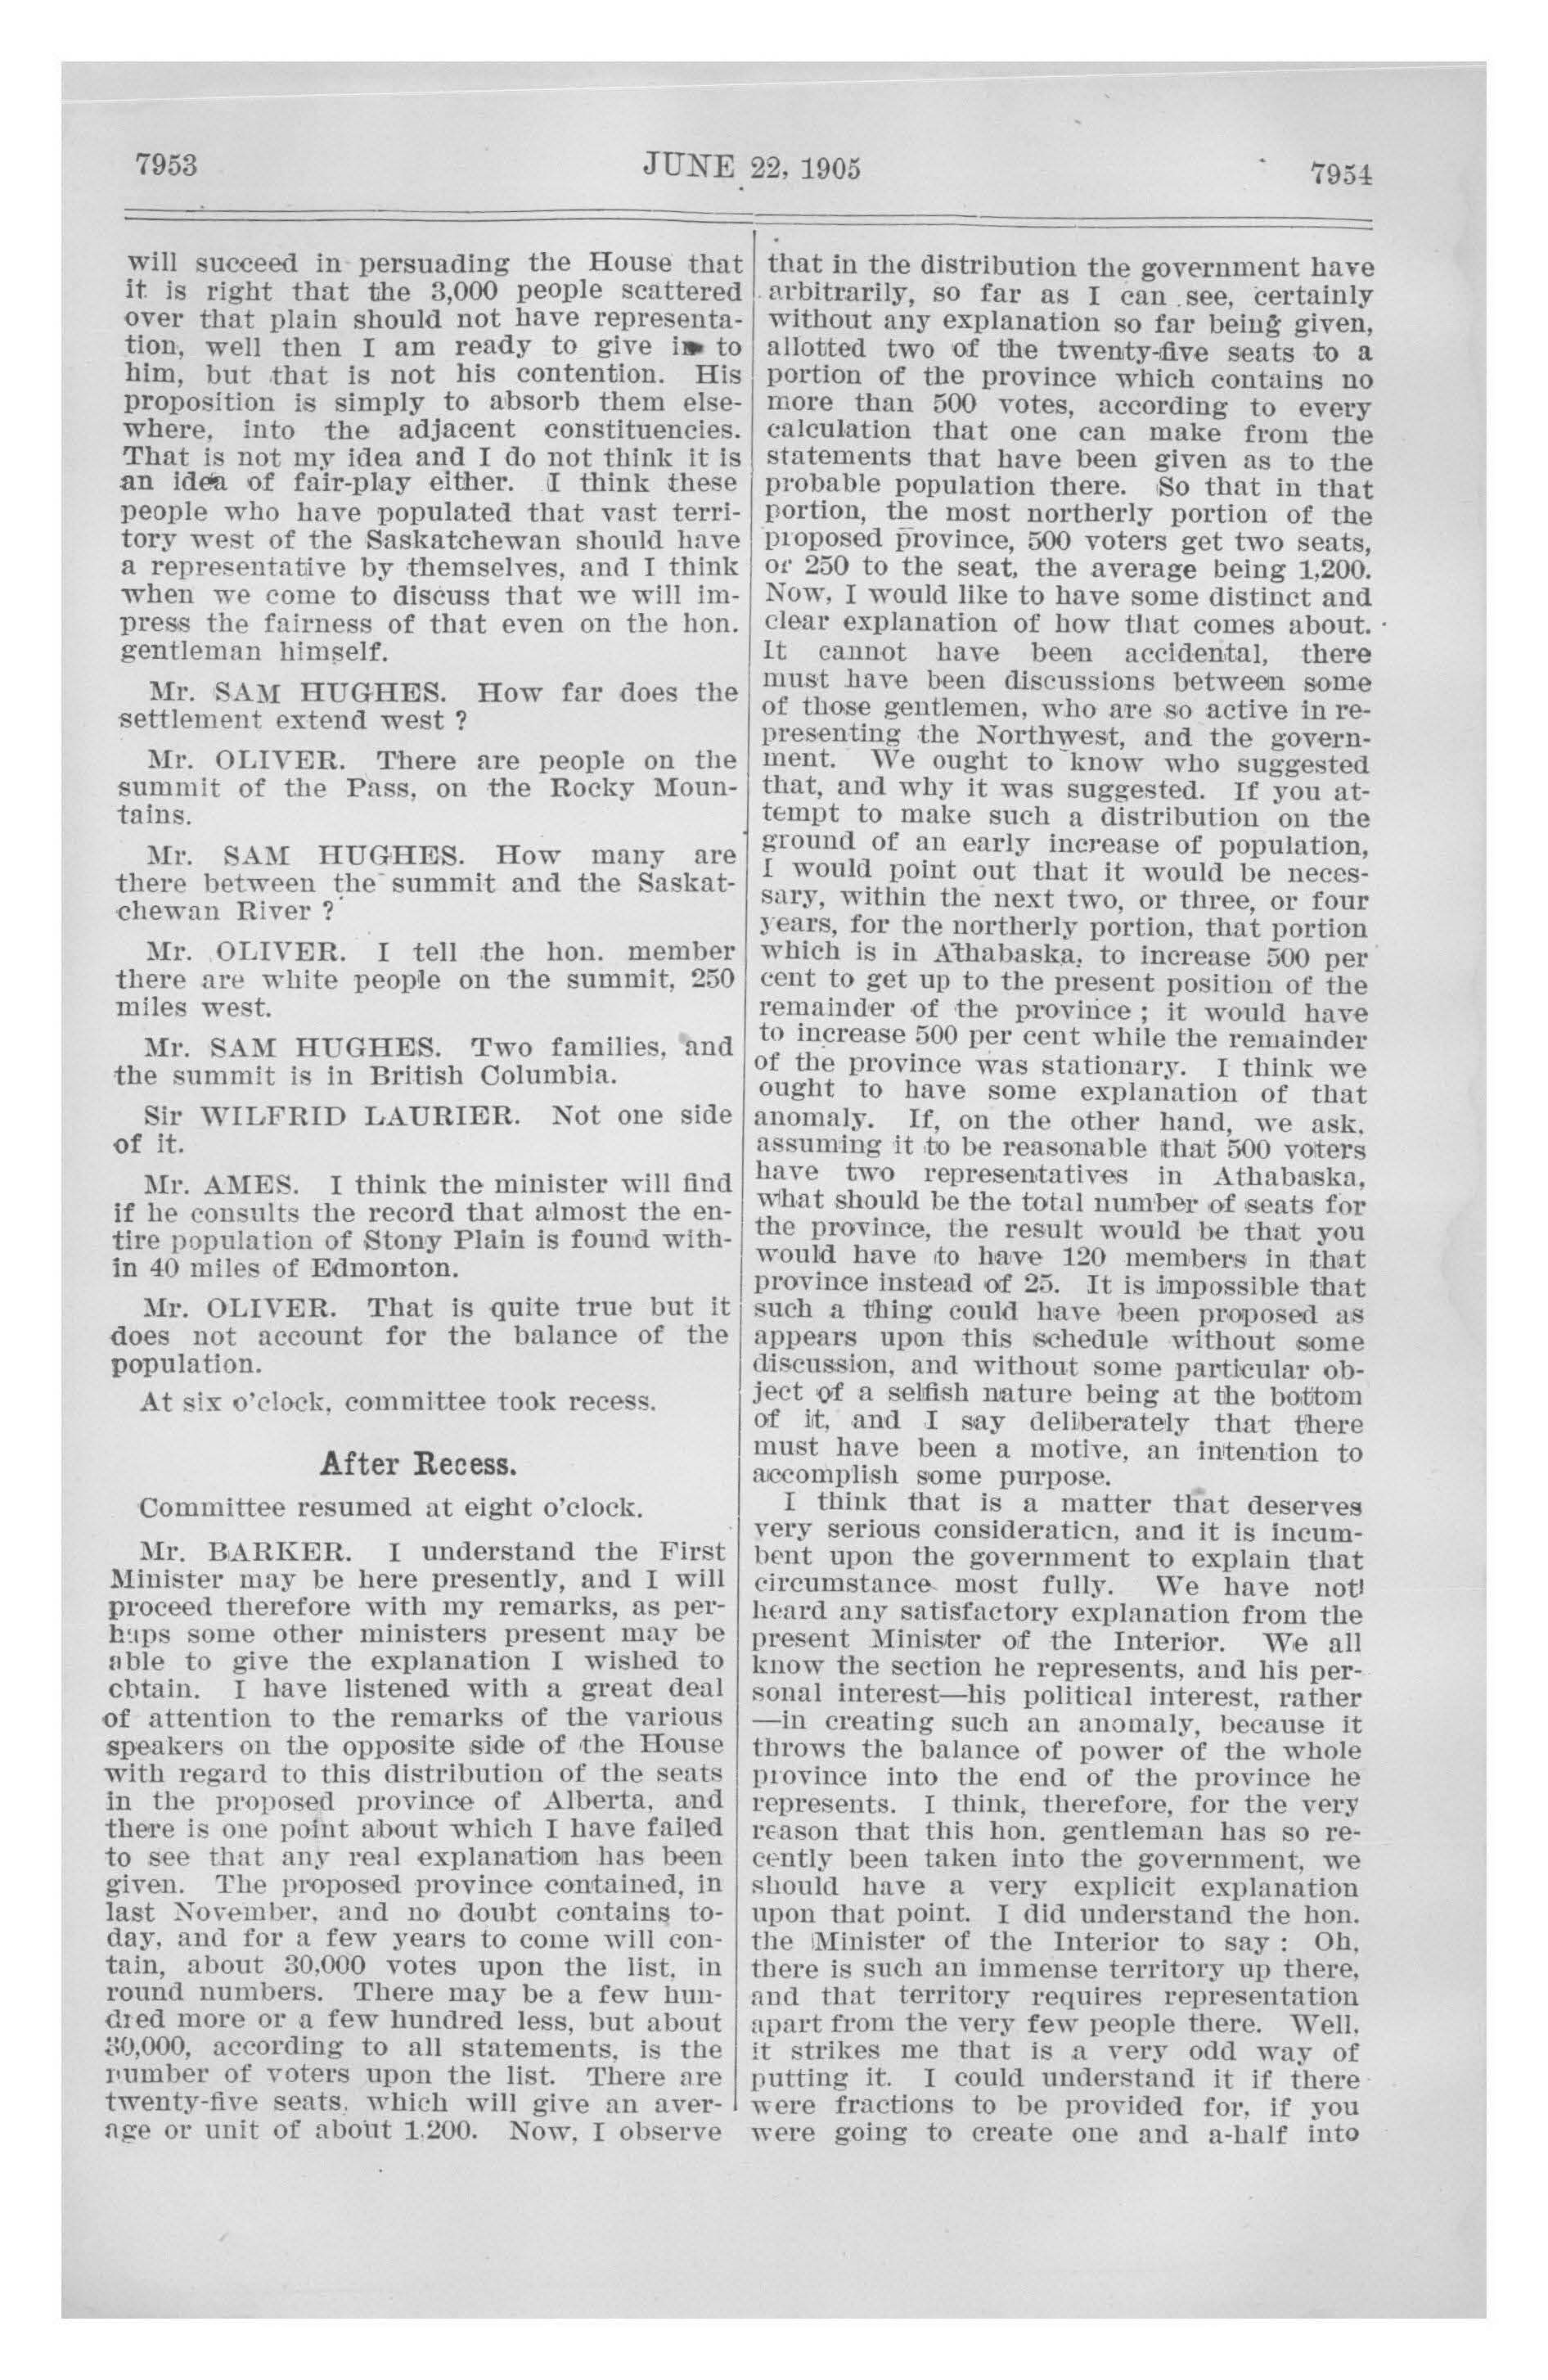 7953
JUNE 22, 1905
7954
will succeed in persuading the House that
it is right that the 3,000 people scattered
over that plain should not have representa-
tion, well then I am ready to give in to
him, but that is not his contention. His
proposition is simply to absorb them else-
where, into the adjacent constituencies.
That is not my idea and I do not think it is
an idea of fair-play either. I think these
people who have populated that vast terri-
tory west of the Saskatchewan should have
a representative by themselves, and I think
when we come to discuss that we will im-
press the fairness of that even on the hon.
gentleman himself.
Mr. SAM HUGHES. How far does the
settlement extend west ?
Mr. OLIVER. There are people on the
summit of the Pass, on the Rocky Moun-
tains.
Mr. SAM HUGHES. How many are
there between the summit and the Saskat-
chewan River ?
Mr. OLIVER. I tell the hon. member
there are white people on the summit, 250
miles west.
Mr. SAM HUGHES. Two families, and
the summit is in British Columbia.
Sir WILFRID LAURIER. Not one side
of it.
Mr. AMES. I think the minister will find
if he consults the record that almost the en-
tire population of Stony Plain is found with-
in 40 miles of Edmonton.
Mr. OLIVER. That is quite true but it
does not account for the balance of the
population.
At six o'clock, committee took recess.
After Recess.
Committee resumed at eight o'clock.
Mr. BARKER. I understand the First
Minister may be here presently, and I will
proceed therefore with my remarks, as per-
haps some other ministers present may be
able to give the explanation I wished to
obtain. I have listened with a great deal
of attention to the remarks of the various
speakers on the opposite side of the House
with regard to this distribution of the seats
in the proposed province of Alberta, and
there is one point about which I have failed
to see that any real explanation has been
given. The proposed province contained, in
last November, and no doubt contains to-
day, and for a few years to come will con-
tain, about 30,000 votes upon the list, in
round numbers. There may be a few hun-
dred more or a few hundred less, but about
30,000, according to all statements, is the
number of voters upon the list. There are
twenty-five seats, which will give an aver-
age or unit of about 1,200. Now, I observe
that in the distribution the government have
arbitrarily, so far as I can see, certainly
without any explanation so far being given,
allotted two of the twenty-five seats to a
portion of the province which contains no
more than 500 votes, according to every
calculation that one can make from the
statements that have been given as to the
probable population there. So that in that
portion, the most northerly portion of the
proposed province, 500 voters get two seats,
or 250 to the seat, the average being 1,200.
Now, I would like to have some distinct and
clear explanation of how that comes about.
It cannot have been accidental, there
must have been discussions between some
of those gentlemen, who are so active in re-
presenting the Northwest, and the govern-
ment. We ought to know who suggested
that, and why it was suggested. If you at-
tempt to make such a distribution on the
ground of an early increase of population,
I would point out that it would be neces-
sary, within the next two, or three, or four
years, for the northerly portion, that portion
which is in Athabaska, to increase 500 per
cent to get up to the present position of the
remainder of the province ; it would have
to increase 500 per cent while the remainder
of the province was stationary. I think we
ought to have some explanation of that
anomaly. If, on the other hand, we ask,
assuming it to be reasonable that 500 voters
have two representatives in Athabaska,
what should be the total number of seats for
the province, the result would be that you
would have to have 120 members in that
province instead of 25. It is impossible that
such a thing could have been proposed as
appears upon this schedule without some
discussion, and without some particular ob-
ject of a selfish nature being at the bottom
of it, and I say deliberately that there
must have been a motive, an intention to
accomplish some purpose.
I think that is a matter that deserves
very serious consideration, and it is incum-
bent upon the government to explain that
circumstance most fully. We have not
heard any satisfactory explanation from the
present Minister of the Interior. We all
know the section he represents, and his per-
sonal interest—his political interest, rather
—in creating such an anomaly, because it
throws the balance of power of the whole
province into the end of the province he
represents. I think, therefore, for the very
reason that this hon. gentleman has so re-
cently been taken into the government, we
should have a very explicit explanation
upon that point. I did understand the hon.
the Minister of the Interior to say : Oh,
there is such an immense territory up there,
and that territory requires representation
apart from the very few people there. Well,
it strikes me that is a very odd way of
putting it. I could understand it if there
were fractions to be provided for, if you
were going to create one and a-half into